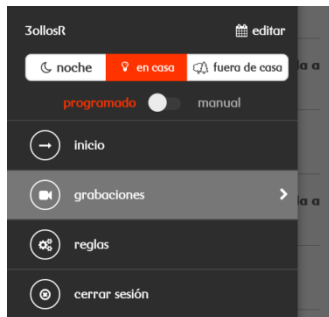 3ollosR editar
noche en casa fuera de casa
programado manual
inicio
grabaciones
reglas
cerrar sesión